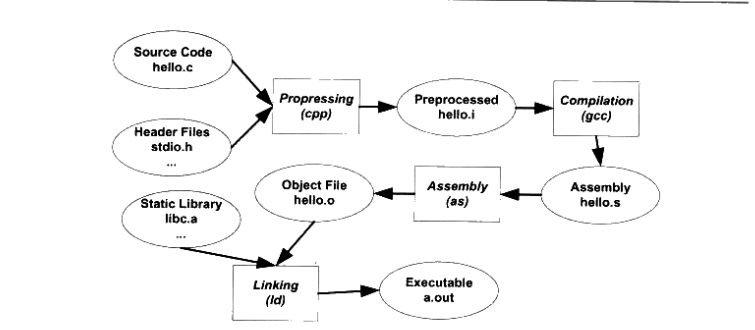 Source Code
hello.c
Propressing
(cpp)
Preprocessed
hello.i
Compilation
(gcc)
Header Files
stdio.h
...
Object File
hello.o
Assembly
(as)
Assembly
hello.s
Static Library
libc.a
...
Linking
(ld)
Executable
a.out